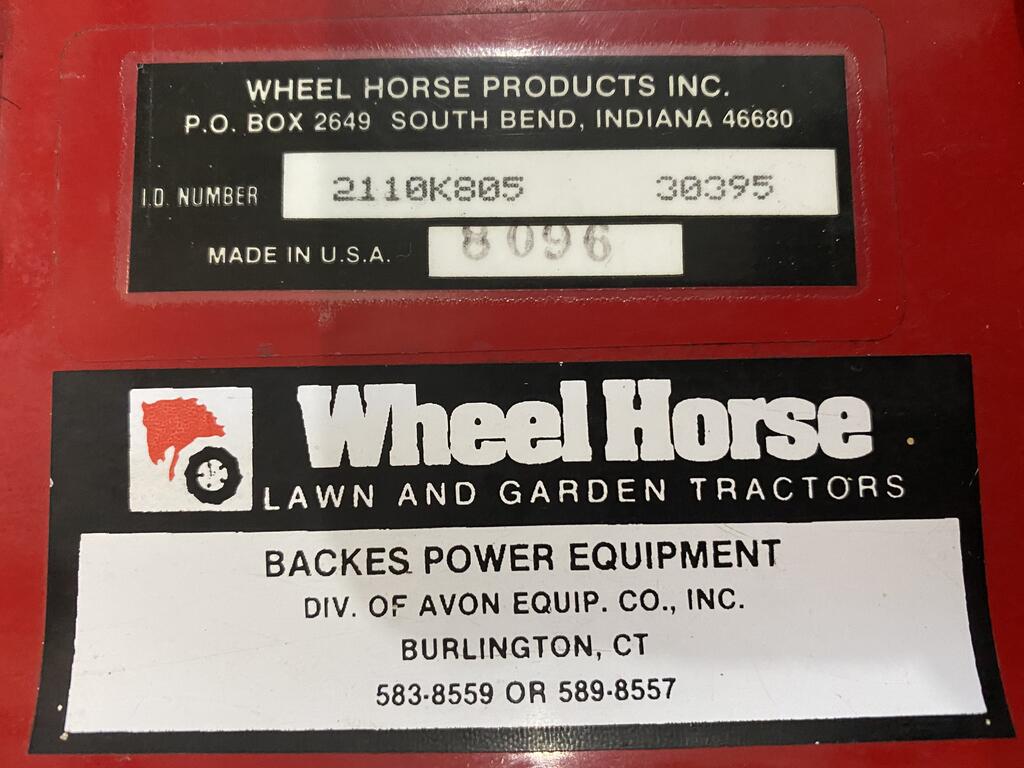 WHEEL HORSE PRODUCTS INC.
P.O. BOX 2649 SOUTH BEND, INDIANA 46680
I.D. NUMBER 2110K805 30395
MADE IN U.S.A. 8096
Wheel Horse
LAWN AND GARDEN TRACTORS
BACKES POWER EQUIPMENT
DIV. OF AVON EQUIP. CO., INC.
BURLINGTON, CT
583-8559 OR 589-8557